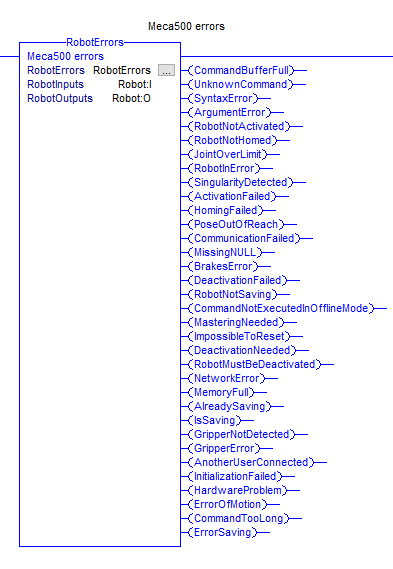 Meca500 errors
RobotErrors
Meca500 errors
RobotErrors RobotErrors ...
RobotInputs Robot:I
RobotOutputs Robot:O
CommandBufferFull
UnknownCommand
SyntaxError
ArgumentError
RobotNotActivated
RobotNotHomed
JointOverLimit
RobotInError
SingularityDetected
ActivationFailed
HomingFailed
PoseOutOfReach
CommunicationFailed
MissingNULL
BrakesError
DeactivationFailed
RobotNotSaving
CommandNotExecutedInOfflineMode
MasteringNeeded
ImpossibleToReset
DeactivationNeeded
RobotMustBeDeactivated
NetworkError
MemoryFull
AlreadySaving
IsSaving
GripperNotDetected
GripperError
AnotherUserConnected
InitializationFailed
HardwareProblem
ErrorOfMotion
CommandTooLong
ErrorSaving